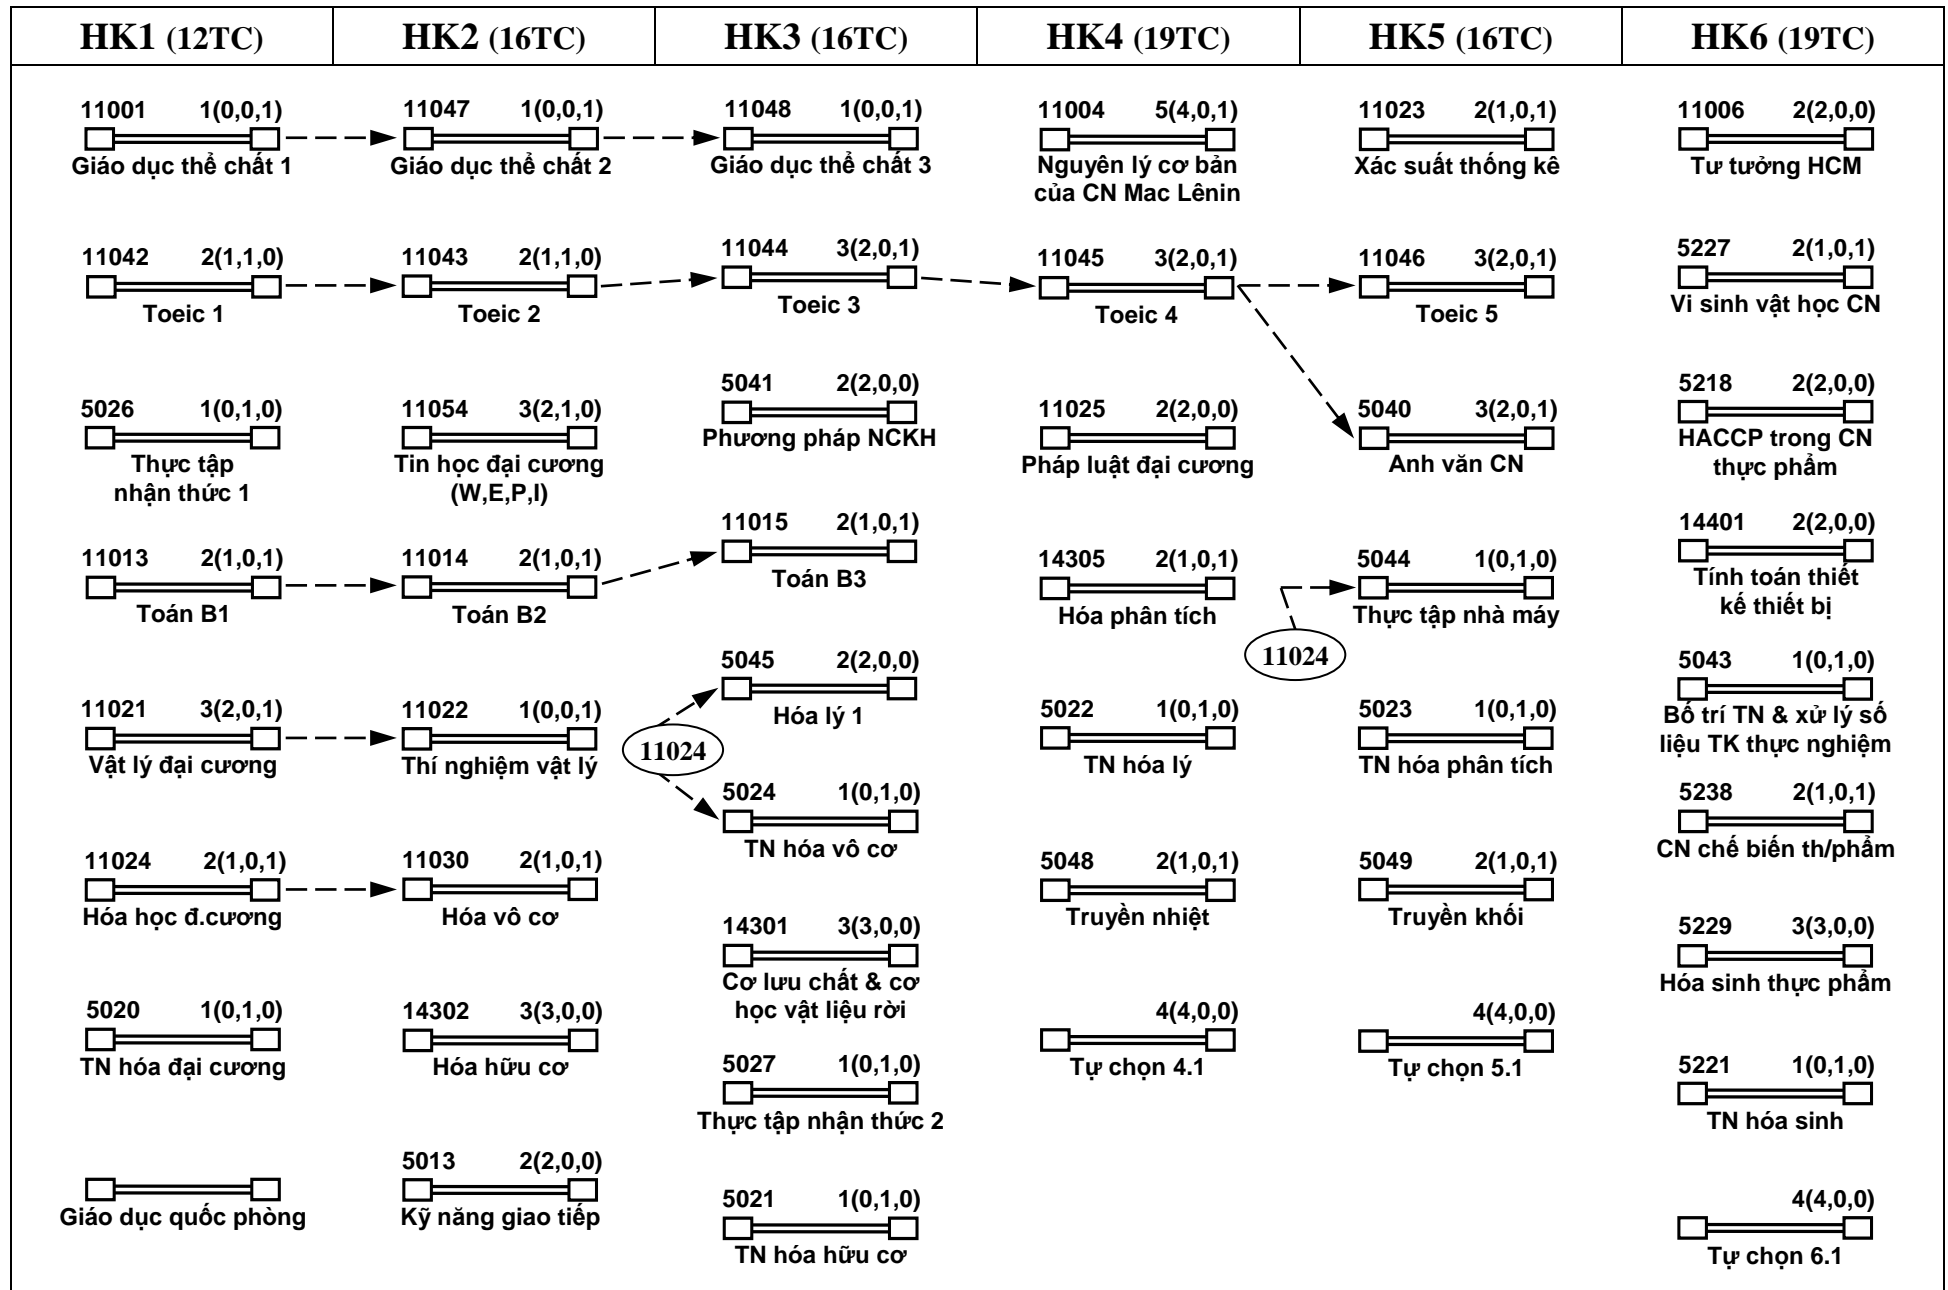 HK1 (12TC)
HK2 (16TC)
HK3 (16TC)
HK4 (19TC)
HK5 (16TC)
HK6 (19TC)
11001 1(0,0,1)
Giáo dục thể chất 1
11042 2(1,1,0)
Toeic 1
5026 1(0,1,0)
Thực tập
nhận thức 1
11013 2(1,0,1)
Toán B1
11021 3(2,0,1)
Vật lý đại cương
11024 2(1,0,1)
Hóa học đ.cương
5020 1(0,1,0)
TN hóa đại cương
Giáo dục quốc phòng
11047 1(0,0,1)
Giáo dục thể chất 2
11043 2(1,1,0)
Toeic 2
11054 3(2,1,0)
Tin học đại cương
(W,E,P,I)
11014 2(1,0,1)
Toán B2
11022 1(0,0,1)
Thí nghiệm vật lý
11030 2(1,0,1)
Hóa vô cơ
14302 3(3,0,0)
Hóa hữu cơ
5013 2(2,0,0)
Kỹ năng giao tiếp
11048 1(0,0,1)
Giáo dục thể chất 3
11044 3(2,0,1)
Toeic 3
5041 2(2,0,0)
Phương pháp NCKH
11015 2(1,0,1)
Toán B3
5045 2(2,0,0)
Hóa lý 1
11024
5024 1(0,1,0)
TN hóa vô cơ
14301 3(3,0,0)
Cơ lưu chất & cơ
học vật liệu rời
5027 1(0,1,0)
Thực tập nhận thức 2
5021 1(0,1,0)
TN hóa hữu cơ
11004 5(4,0,1)
Nguyên lý cơ bản
của CN Mac Lênin
11045 3(2,0,1)
Toeic 4
11025 2(2,0,0)
Pháp luật đại cương
14305 2(1,0,1)
Hóa phân tích
5022 1(0,1,0)
TN hóa lý
5048 2(1,0,1)
Truyền nhiệt
4(4,0,0)
Tự chọn 4.1
11023 2(1,0,1)
Xác suất thống kê
11046 3(2,0,1)
Toeic 5
5040 3(2,0,1)
Anh văn CN
5044 1(0,1,0)
Thực tập nhà máy
11024
5023 1(0,1,0)
TN hóa phân tích
5049 2(1,0,1)
Truyền khối
4(4,0,0)
Tự chọn 5.1
11006 2(2,0,0)
Tư tưởng HCM
5227 2(1,0,1)
Vi sinh vật học CN
5218 2(2,0,0)
HACCP trong CN
thực phẩm
14401 2(2,0,0)
Tính toán thiết
kế thiết bị
5043 1(0,1,0)
Bố trí TN & xử lý số
liệu TK thực nghiệm
5238 2(1,0,1)
CN chế biến th/phẩm
5229 3(3,0,0)
Hóa sinh thực phẩm
5221 1(0,1,0)
TN hóa sinh
4(4,0,0)
Tự chọn 6.1